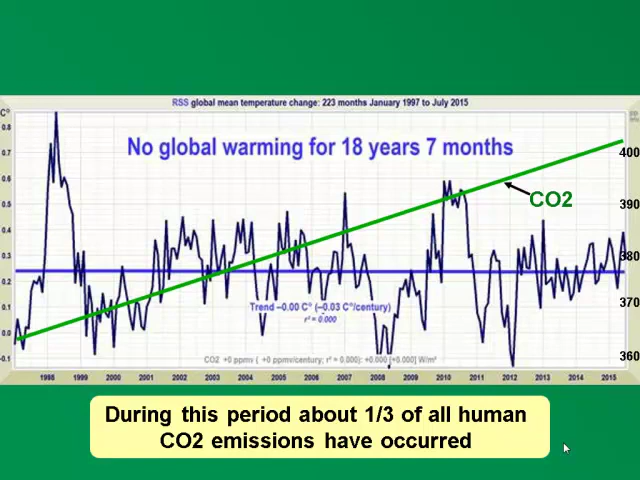 RSS global mean temperature change: 223 months January 1997 to July 2015
C°
0.8
0.7
0.6
0.5
0.4
0.3
0.2
0.1
0.0
-0.1
No global warming for 18 years 7 months
400
390
380
370
360
CO2
Trend –0.00 C° (–0.03 C°/century)
r² = 0.000
CO2 +0 ppmv ( +0 ppmv/century; r² = 0.000): +0.000 [+0.000] W/m²
1998 1999 2000 2001 2002 2003 2004 2005 2006 2007 2008 2009 2010 2011 2012 2013 2014 2015
During this period about 1/3 of all human
CO2 emissions have occurred